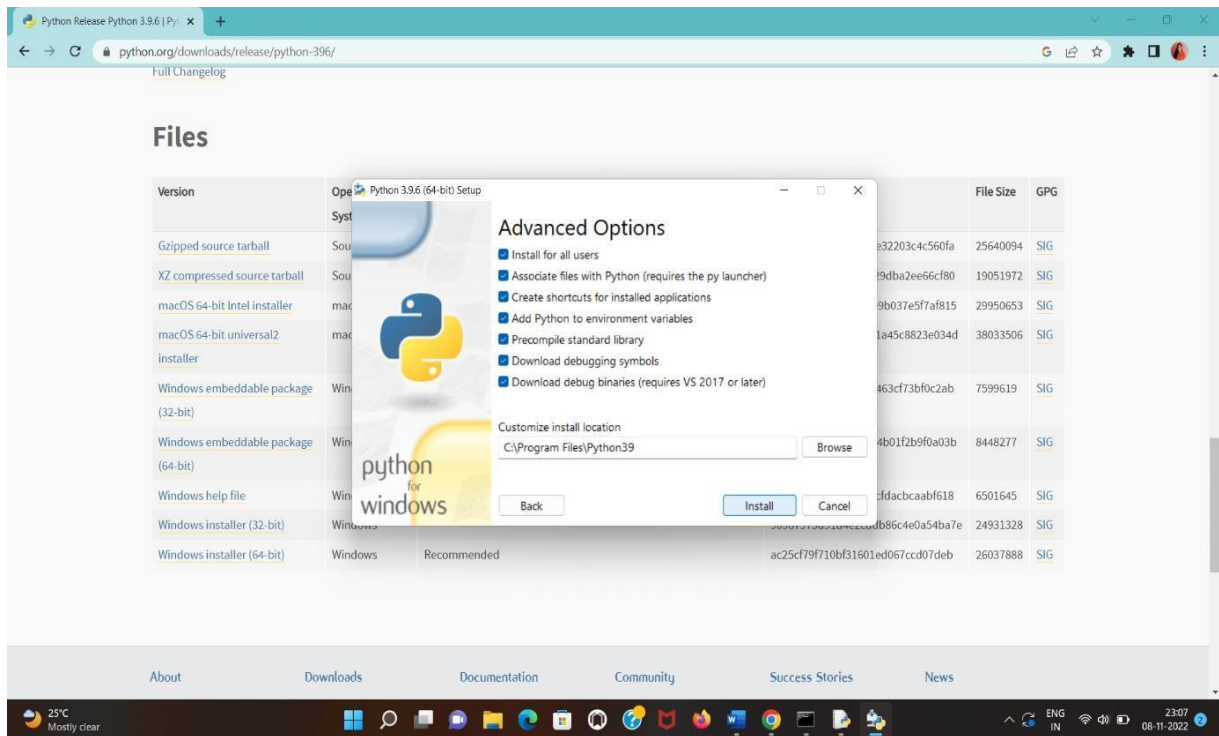 Python Release Python 3.9.6 | Pyt
python.org/downloads/release/python-396/
Full Changelog
Files
Version
Ope
Syst
File Size
GPG
Gzipped source tarball
Sou
e32203c4c560fa
25640094
SIG
XZ compressed source tarball
Sou
9dba2ee66cf80
19051972
SIG
macOS 64-bit Intel installer
mac
9b037e5f7af815
29950653
SIG
macOS 64-bit universal2
installer
mac
1a45c8823e034d
38033506
SIG
Windows embeddable package
(32-bit)
Win
463cf73bf0c2ab
7599619
SIG
Windows embeddable package
(64-bit)
Win
4b01f2b9f0a03b
8448277
SIG
Windows help file
Win
fdacbcaabf618
6501645
SIG
Windows installer (32-bit)
Windows
24931328
SIG
Windows installer (64-bit)
Windows
Recommended
ac25cf79f710bf31601ed067ccd07deb
26037888
SIG
Python 3.9.6 (64-bit) Setup
Advanced Options
Install for all users
Associate files with Python (requires the py launcher)
Create shortcuts for installed applications
Add Python to environment variables
Precompile standard library
Download debugging symbols
Download debug binaries (requires VS 2017 or later)
Customize install location
C:\Program Files\Python39
Browse
python
for
windows
Back
Install
Cancel
About
Downloads
Documentation
Community
Success Stories
News
25°C
Mostly clear
ENG
IN
23:07
08-11-2022
2